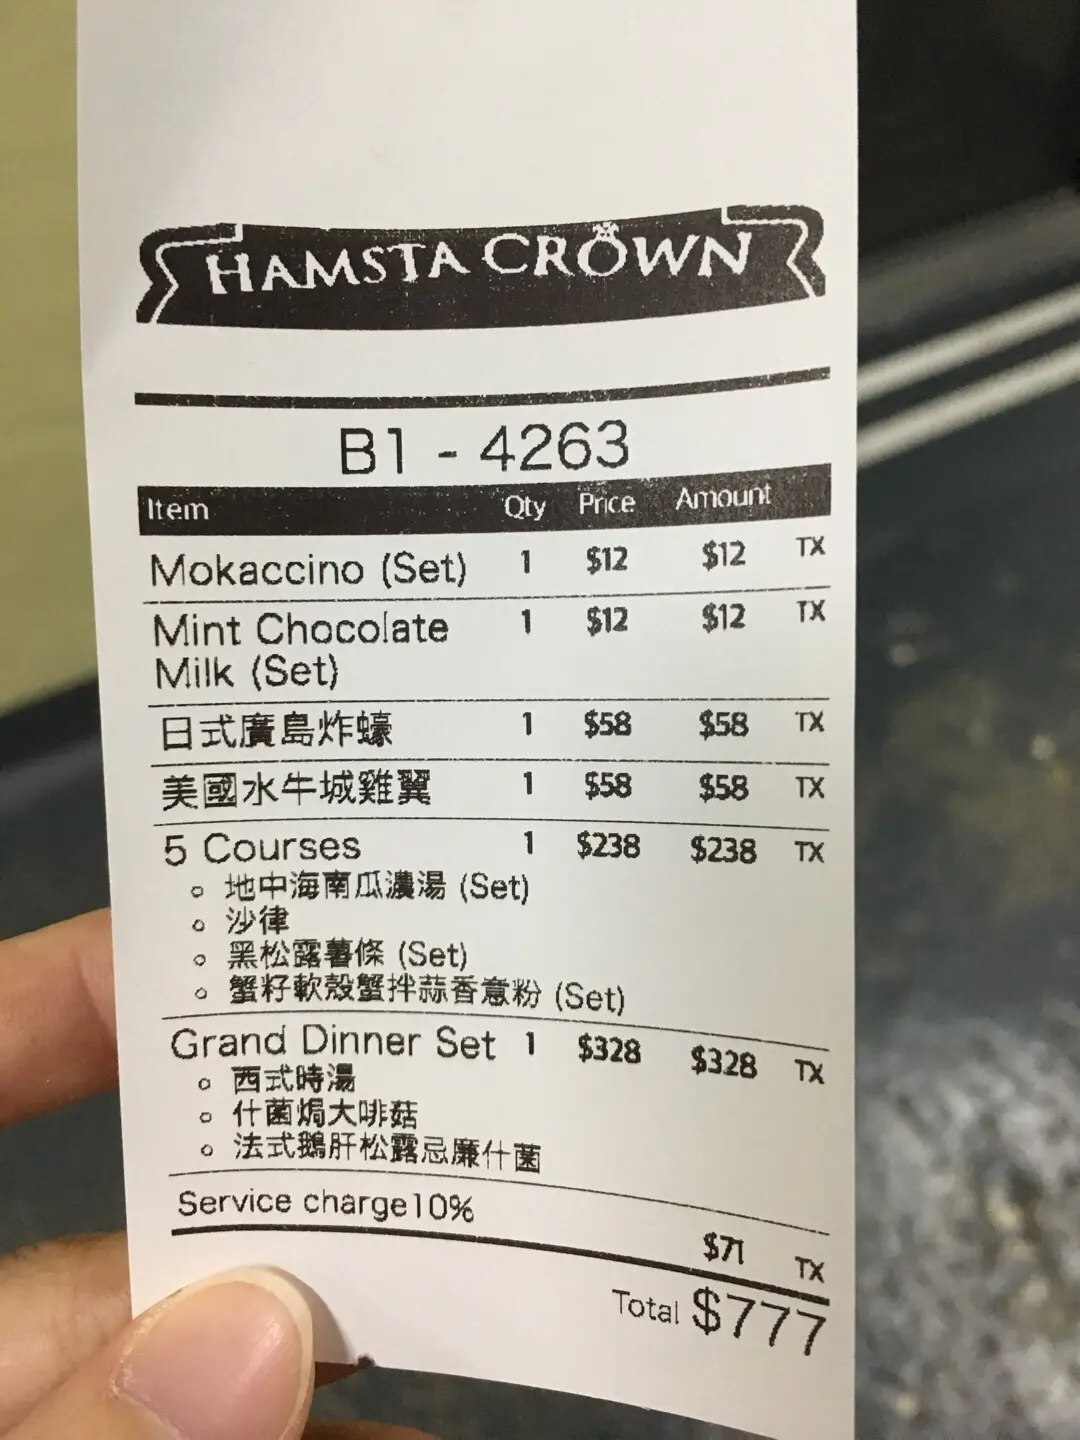 HAMSTA CROWN
B1 - 4263
Item Qty Price Amount
Mokaccino (Set) 1 $12 $12 TX
Mint Chocolate 1 $12 $12 TX
Milk (Set)
日式廣島炸蠔 1 $58 $58 TX
美國水牛城雞翼 1 $58 $58 TX
5 Courses 1 $238 $238 TX
地中海南瓜濃湯 (Set)
沙律
黑松露薯條 (Set)
蟹籽軟殼蟹拌蒜香意粉 (Set)
Grand Dinner Set 1 $328 $328 TX
西式時湯
什菌焗大啡菇
法式鵝肝松露忌廉什菌
Service charge10%
$71 TX
Total $777